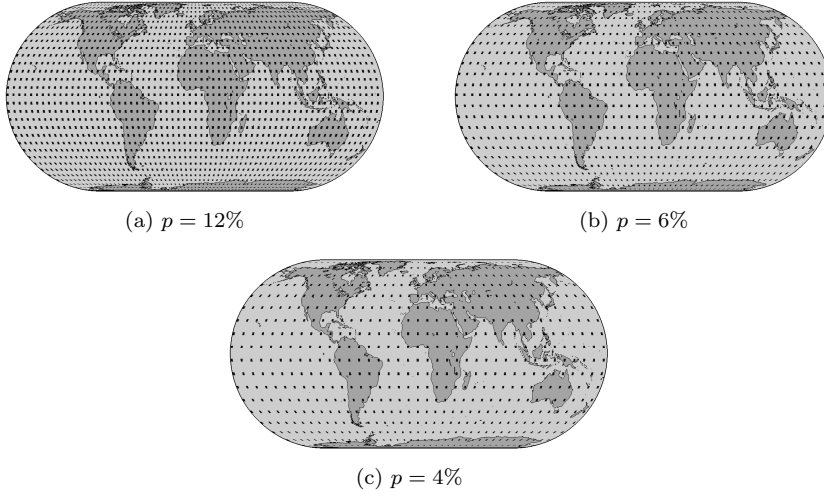 (a) p = 12%
(b) p = 6%
(c) p = 4%